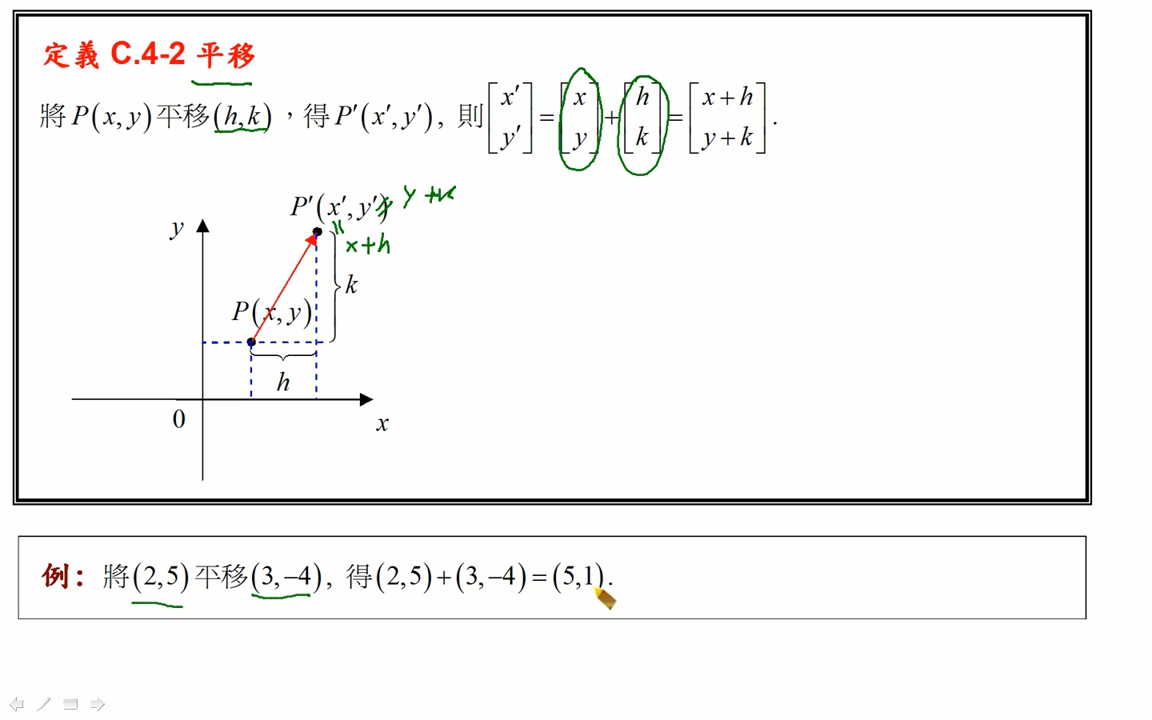 定義 C.4-2 平移
將 P(x, y) 平移 (h, k)，得 P′(x′, y′), 則 [x′ y′] = [x y] + [h k] = [x+h y+k].
P′(x′, y′) y+k
y
x+h
k
P(x, y)
h
0
x
例：將(2,5)平移(3,−4), 得(2,5)+(3,−4)=(5,1).